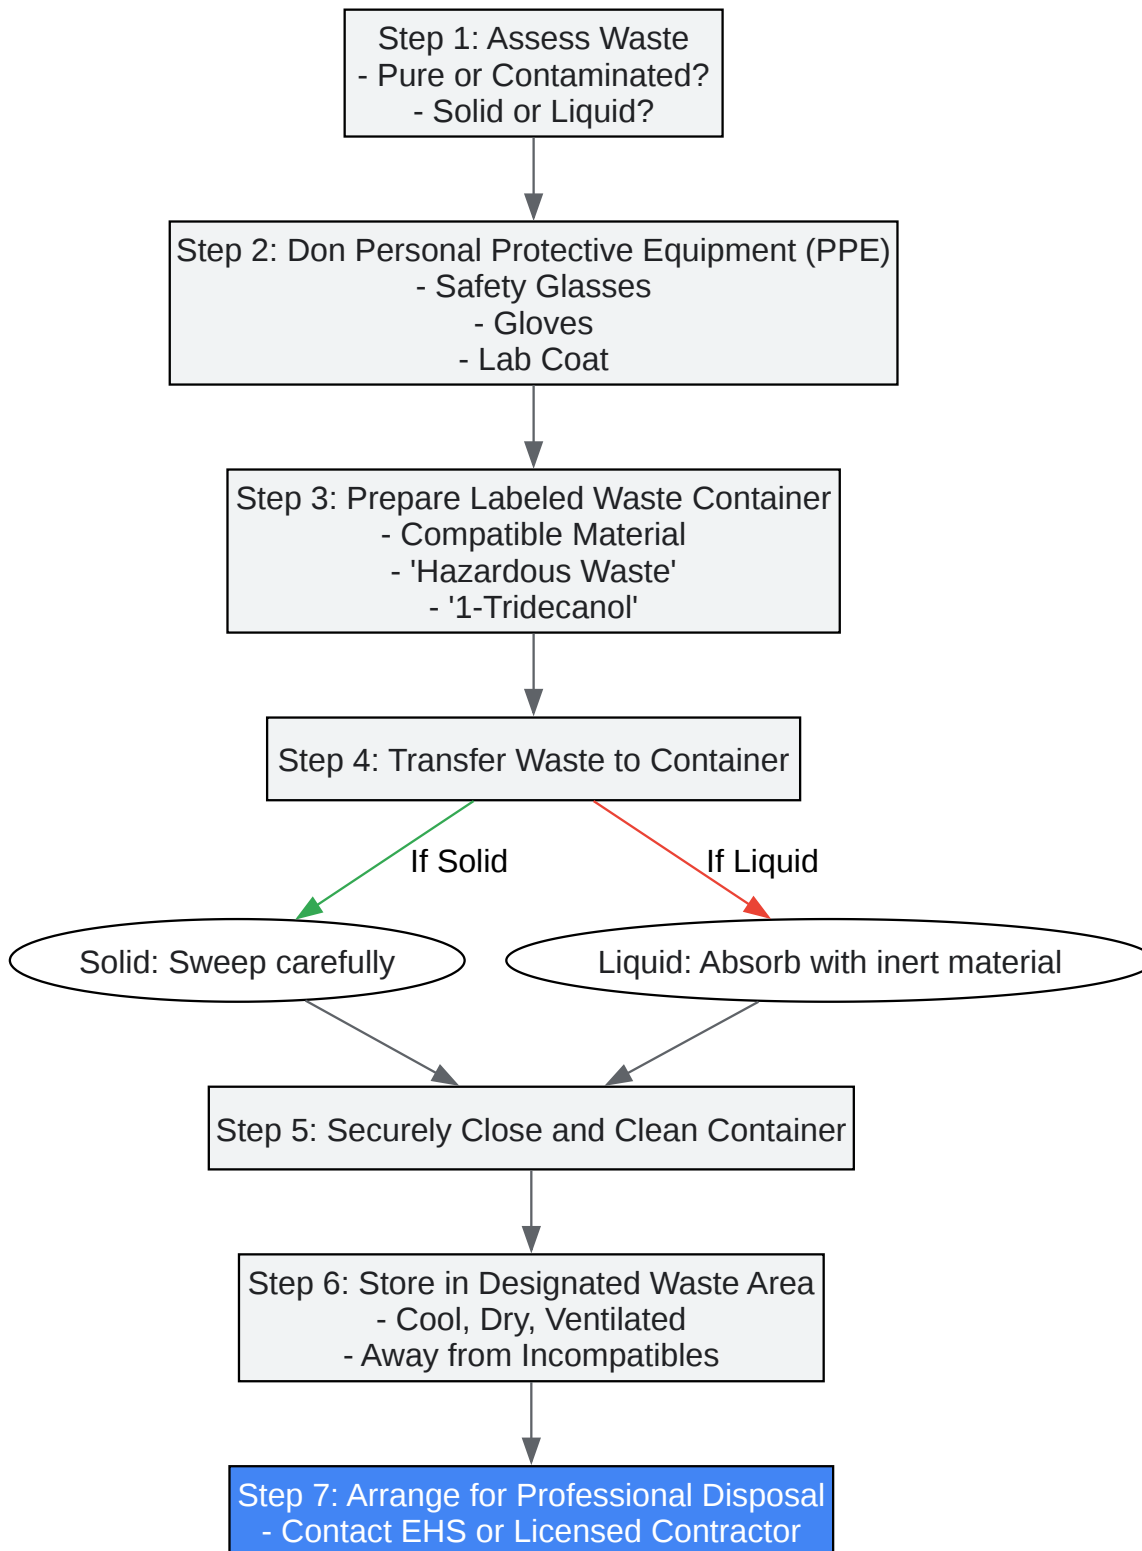 Step 1: Assess Waste
- Pure or Contaminated?
- Solid or Liquid?
Step 2: Don Personal Protective Equipment (PPE)
- Safety Glasses
- Gloves
- Lab Coat
Step 3: Prepare Labeled Waste Container
- Compatible Material
- 'Hazardous Waste'
- '1-Tridecanol'
Step 4: Transfer Waste to Container
If Solid
If Liquid
Solid: Sweep carefully
Liquid: Absorb with inert material
Step 5: Securely Close and Clean Container
Step 6: Store in Designated Waste Area
- Cool, Dry, Ventilated
- Away from Incompatibles
Step 7: Arrange for Professional Disposal
- Contact EHS or Licensed Contractor